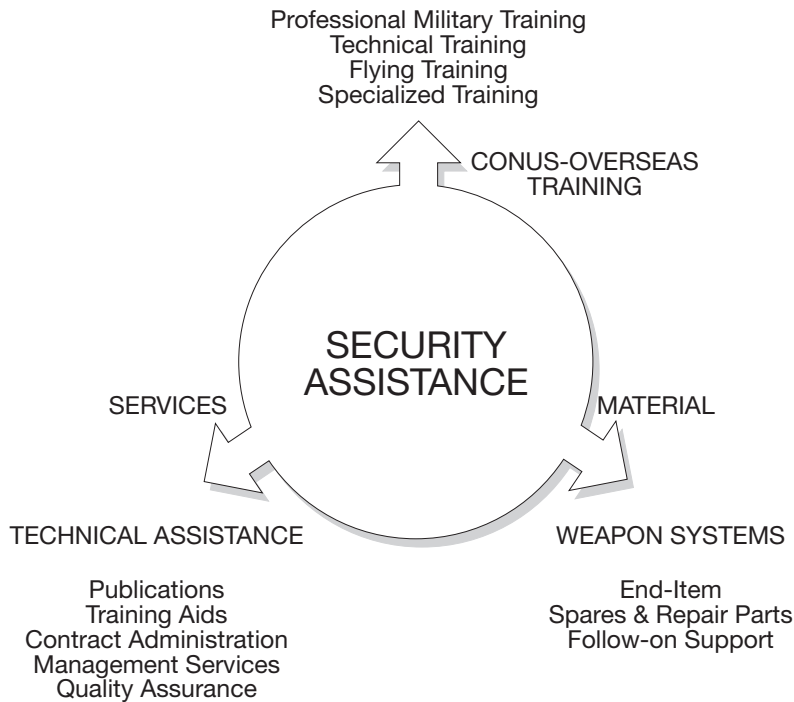 Professional Military Training
Technical Training
Flying Training
Specialized Training
CONUS-OVERSEAS
TRAINING
SECURITY
ASSISTANCE
SERVICES
MATERIAL
TECHNICAL ASSISTANCE
Publications
Training Aids
Contract Administration
Management Services
Quality Assurance
WEAPON SYSTEMS
End-Item
Spares & Repair Parts
Follow-on Support